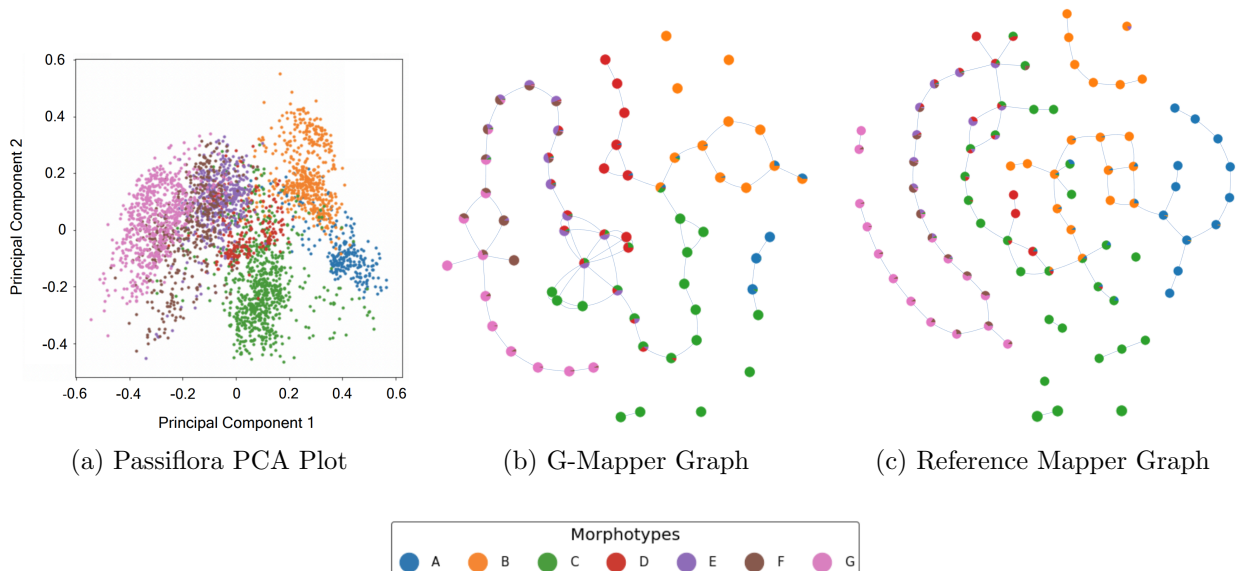 0.6
0.4
0.2
0
-0.2
-0.4
-0.6 -0.4 -0.2 0 0.2 0.4 0.6
Principal Component 2
Principal Component 1
(a) Passiflora PCA Plot
(b) G-Mapper Graph
(c) Reference Mapper Graph
Morphotypes
A B C D E F G